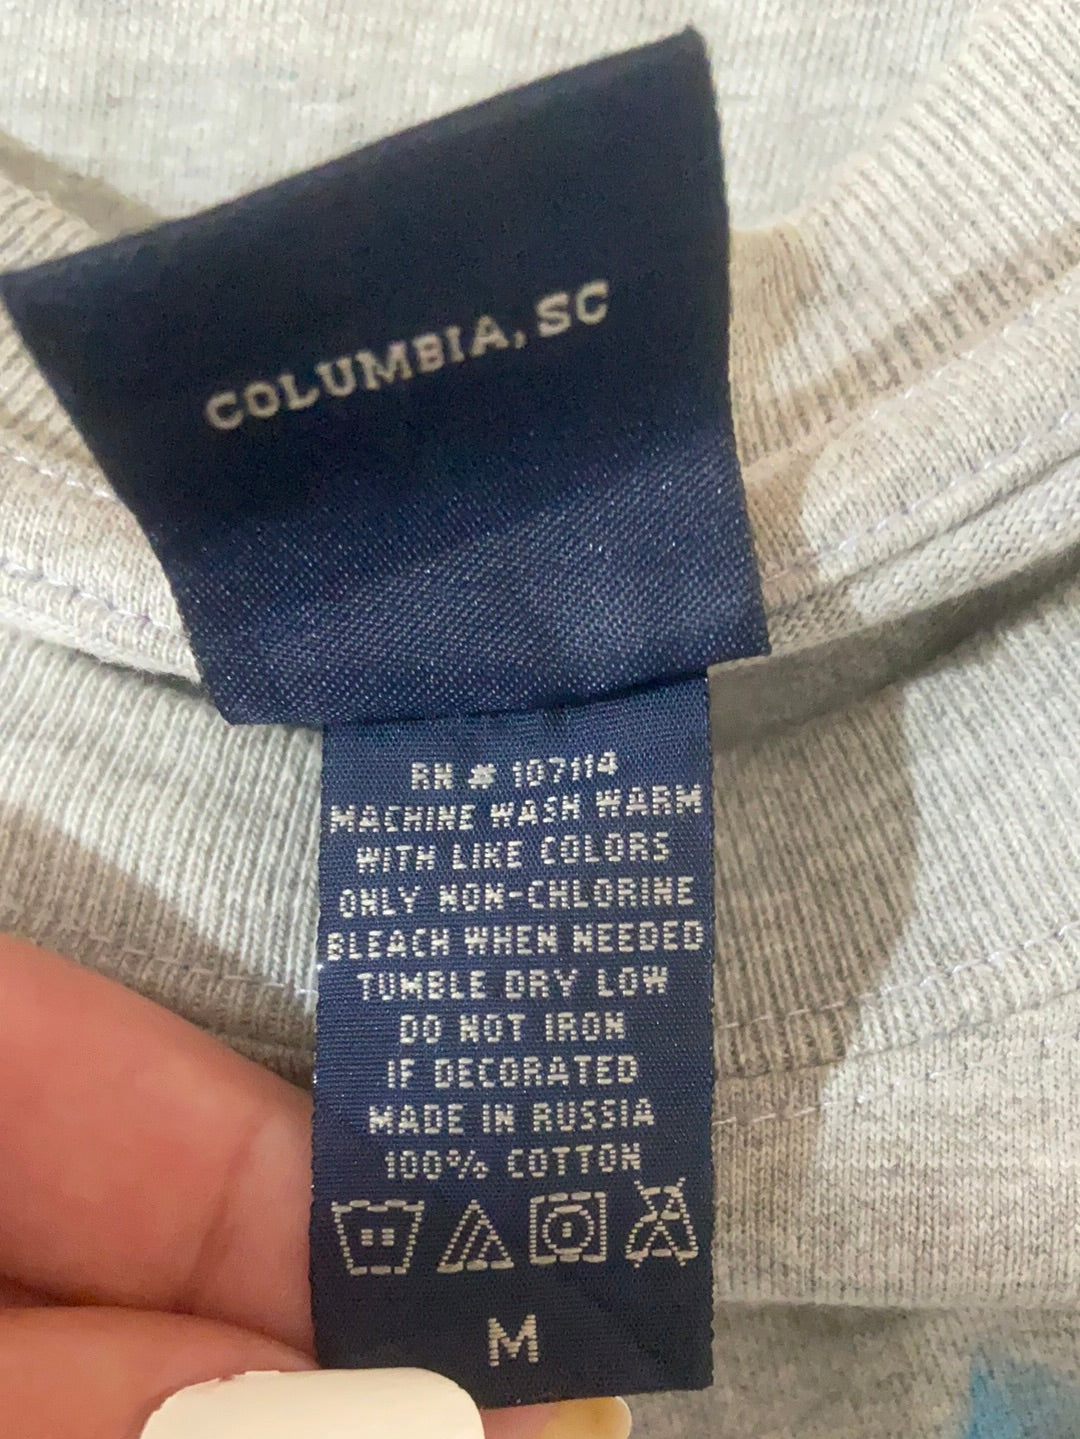 COLUMBIA, SC
RN # 107114
MACHINE WASH WARM
WITH LIKE COLORS
ONLY NON-CHLORINE
BLEACH WHEN NEEDED
TUMBLE DRY LOW
DO NOT IRON
IF DECORATED
MADE IN RUSSIA
100% COTTON
M